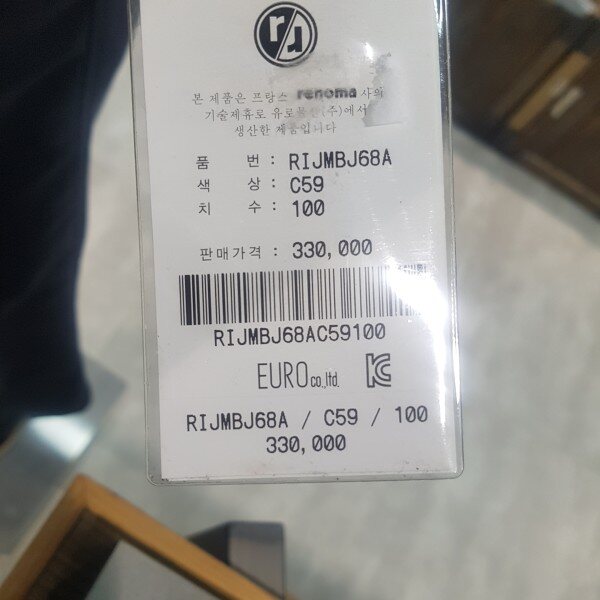 본 제품은 프랑스 renoma 사의
기술제휴로 유로물산(주)에서
생산한 제품입니다
품 번 : RIJMBJ68A
색 상 : C59
치 수 : 100
판매가격 : 330,000
RIJMBJ68AC59100
EURO co.,ltd.
RIJMBJ68A / C59 / 100
330,000